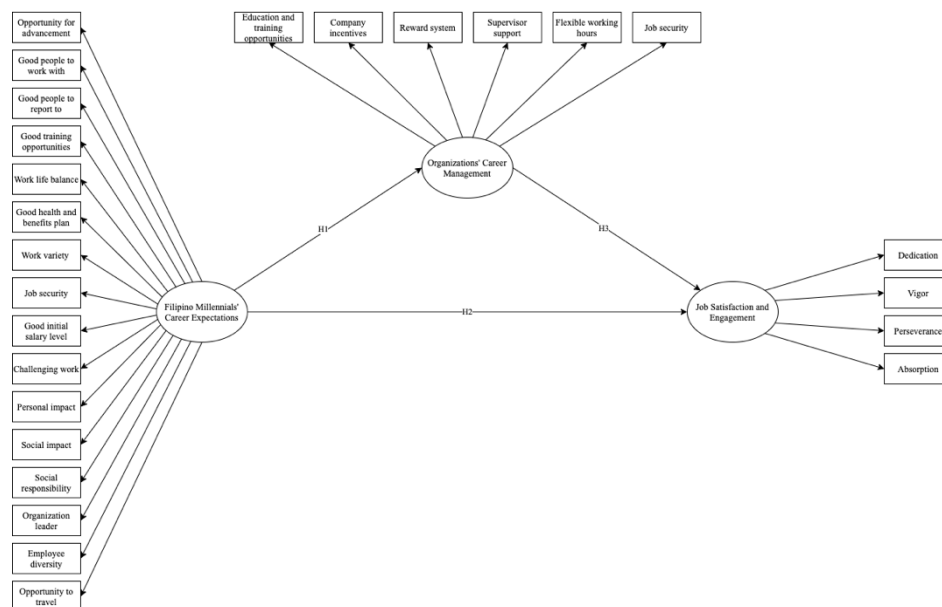 Opportunity for
advancement
Good people to
work with
Good people to
report to
Good training
opportunities
Work life balance
Good health and
benefits plan
Work variety
Job security
Good initial
salary level
Challenging work
Personal impact
Social impact
Social
responsibility
Organization
leader
Employee
diversity
Opportunity to
travel
Filipino Millennials'
Career Expectations
H1
H2
Education and
training
opportunities
Company
incentives
Reward system
Supervisor
support
Flexible working
hours
Job security
Organizations' Career
Management
H3
Job Satisfaction and
Engagement
Dedication
Vigor
Perseverance
Absorption